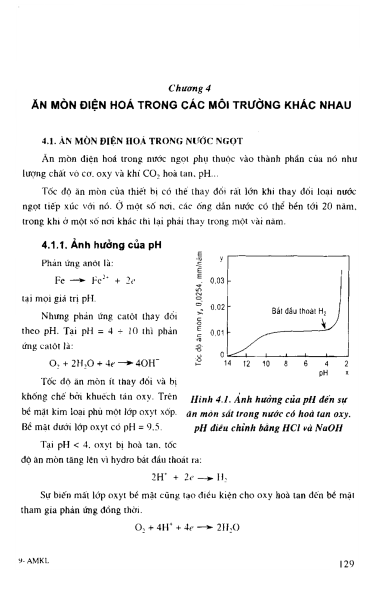 Chương 4
ĂN MÒN ĐIỆN HOÁ TRONG CÁC MÔI TRƯỜNG KHÁC NHAU
4.1. ĂN MÒN ĐIỆN HOÁ TRONG NƯỚC NGỌT
Ăn mòn điện hoá trong nước ngọt phụ thuộc vào thành phần của nó như
lượng chất vô cơ, oxy và khí CO₂ hoà tan, pH...
Tốc độ ăn mòn của thiết bị có thể thay đổi rất lớn khi thay đổi loại nước
ngọt tiếp xúc với nó. Ở một số nơi, các ống dẫn nước có thể bền tới 20 năm,
trong khi ở một số nơi khác thì lại phải thay trong một vài năm.
4.1.1. Ảnh hưởng của pH
Phản ứng anôt là:
Fe → Fe²⁺ + 2e
tại mọi giá trị pH.
Nhưng phản ứng catôt thay đổi
theo pH. Tại pH = 4 ÷ 10 thì phản
ứng catôt là:
O₂ + 2H₂O + 4e → 4OH⁻
Tốc độ ăn mòn ít thay đổi và bị
khống chế bởi khuếch tán oxy. Trên
bề mặt kim loại phủ một lớp oxyt xốp.
Bề mặt dưới lớp oxyt có pH = 9,5.
Tốc độ ăn mòn y, 0,0254, mm/năm
y
0,03
0,02
0,01
0
Bắt đầu thoát H₂
14 12 10 8 6 4 2
pH x
Hình 4.1. Ảnh hưởng của pH đến sự
ăn mòn sắt trong nước có hoà tan oxy.
pH điều chỉnh bằng HCl và NaOH
Tại pH < 4, oxyt bị hoà tan, tốc
độ ăn mòn tăng lên vì hydro bắt đầu thoát ra:
2H⁺ + 2e → H₂
Sự biến mất lớp oxyt bề mặt cũng tạo điều kiện cho oxy hoà tan đến bề mặt
tham gia phản ứng đồng thời.
O₂ + 4H⁺ + 4e → 2H₂O
9- AMKL
129